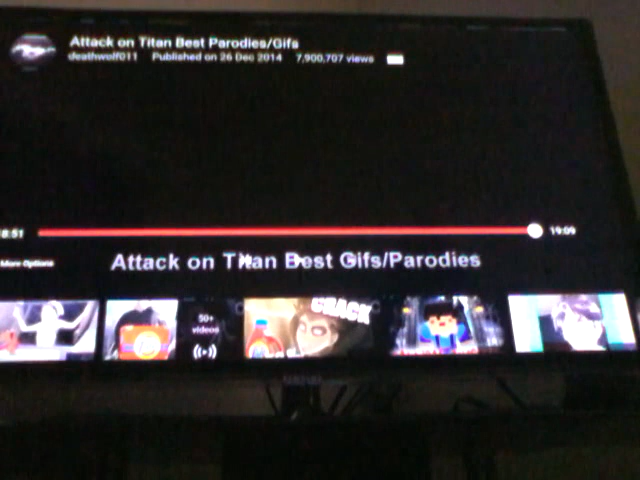 Attack on Titan Best Parodies/Gifs
deathwolf011 Published on 26 Dec 2014 7,900,707 views
8:51 19:09
More Options
Attack on Titan Best Gifs/Parodies
CRACK
50+
videos